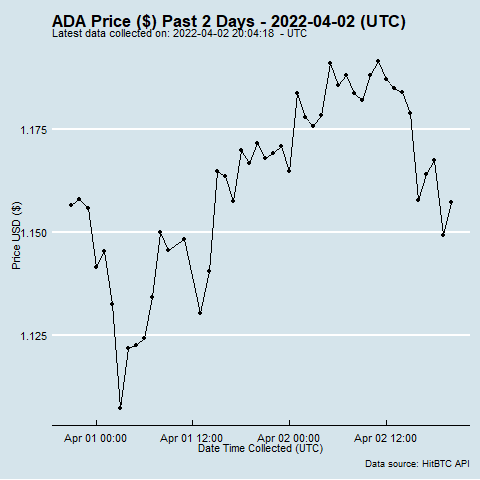 ADA Price ($) Past 2 Days - 2022-04-02 (UTC)
Latest data collected on: 2022-04-02 20:04:18 - UTC
1.175
1.150
1.125
Price USD ($)
Apr 01 00:00 Apr 01 12:00 Apr 02 00:00 Apr 02 12:00
Date Time Collected (UTC)
Data source: HitBTC API